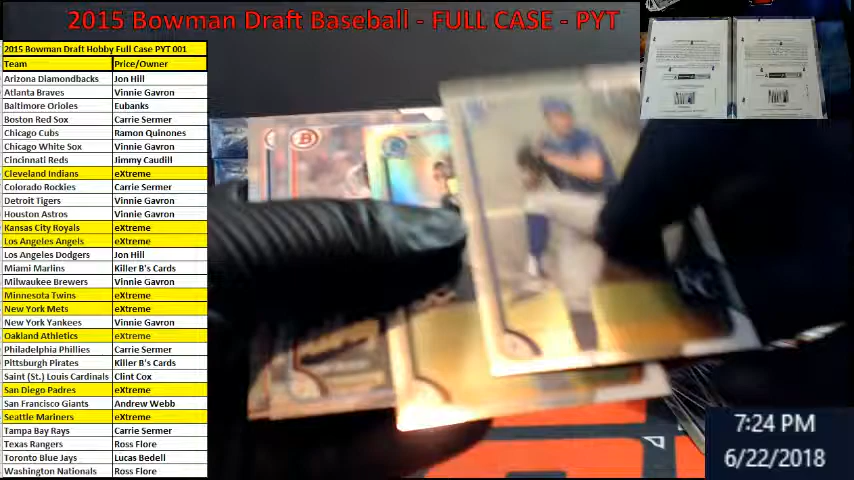 2015 Bowman Draft Baseball - FULL CASE - PYT
2015 Bowman Draft Hobby Full Case PYT 001
Team Price/Owner
Arizona Diamondbacks Jon Hill
Atlanta Braves Vinnie Gavron
Baltimore Orioles Eubanks
Boston Red Sox Carrie Sermer
Chicago Cubs Ramon Quinones
Chicago White Sox Vinnie Gavron
Cincinnati Reds Jimmy Caudill
Cleveland Indians eXtreme
Colorado Rockies Carrie Sermer
Detroit Tigers Vinnie Gavron
Houston Astros Vinnie Gavron
Kansas City Royals eXtreme
Los Angeles Angels eXtreme
Los Angeles Dodgers Jon Hill
Miami Marlins Killer B's Cards
Milwaukee Brewers Vinnie Gavron
Minnesota Twins eXtreme
New York Mets eXtreme
New York Yankees Vinnie Gavron
Oakland Athletics eXtreme
Philadelphia Phillies Carrie Sermer
Pittsburgh Pirates Killer B's Cards
Saint (St.) Louis Cardinals Clint Cox
San Diego Padres eXtreme
San Francisco Giants Andrew Webb
Seattle Mariners eXtreme
Tampa Bay Rays Carrie Sermer
Texas Rangers Ross Flore
Toronto Blue Jays Lucas Bedell
Washington Nationals Ross Flore
B
7:24 PM
6/22/2018